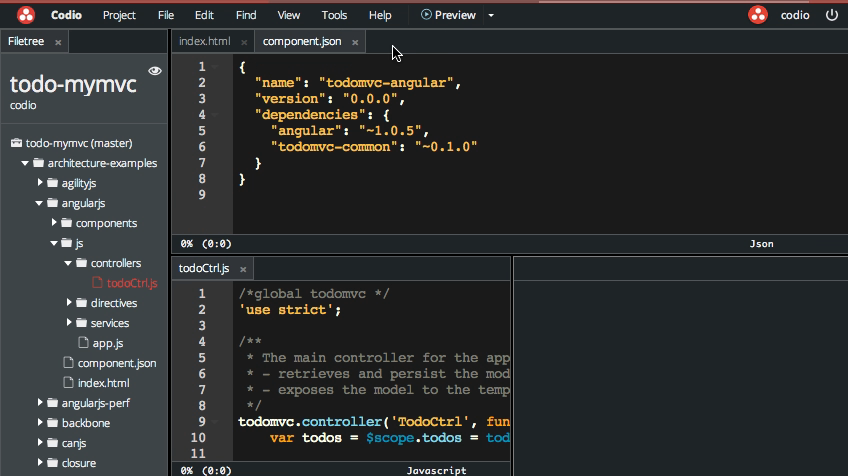 Codio Project File Edit Find View Tools Help Preview codio
Filetree ×
todo-mymvc
codio
todo-mymvc (master)
architecture-examples
agilityjs
angularjs
components
js
controllers
todoCtrl.js
directives
services
app.js
component.json
index.html
angularjs-perf
backbone
canjs
closure
index.html × component.json ×
1 {
2 "name": "todomvc-angular",
3 "version": "0.0.0",
4 "dependencies": {
5 "angular": "~1.0.5",
6 "todomvc-common": "~0.1.0"
7 }
8 }
9
0% (0:0) Json
todoCtrl.js ×
1 /*global todomvc */
2 'use strict';
3
4 /**
5 * The main controller for the app
6 * - retrieves and persist the mod
7 * - exposes the model to the temp
8 */
9 todomvc.controller('TodoCtrl', fun
10 var todos = $scope.todos = tod
11
0% (0:0) Javascript